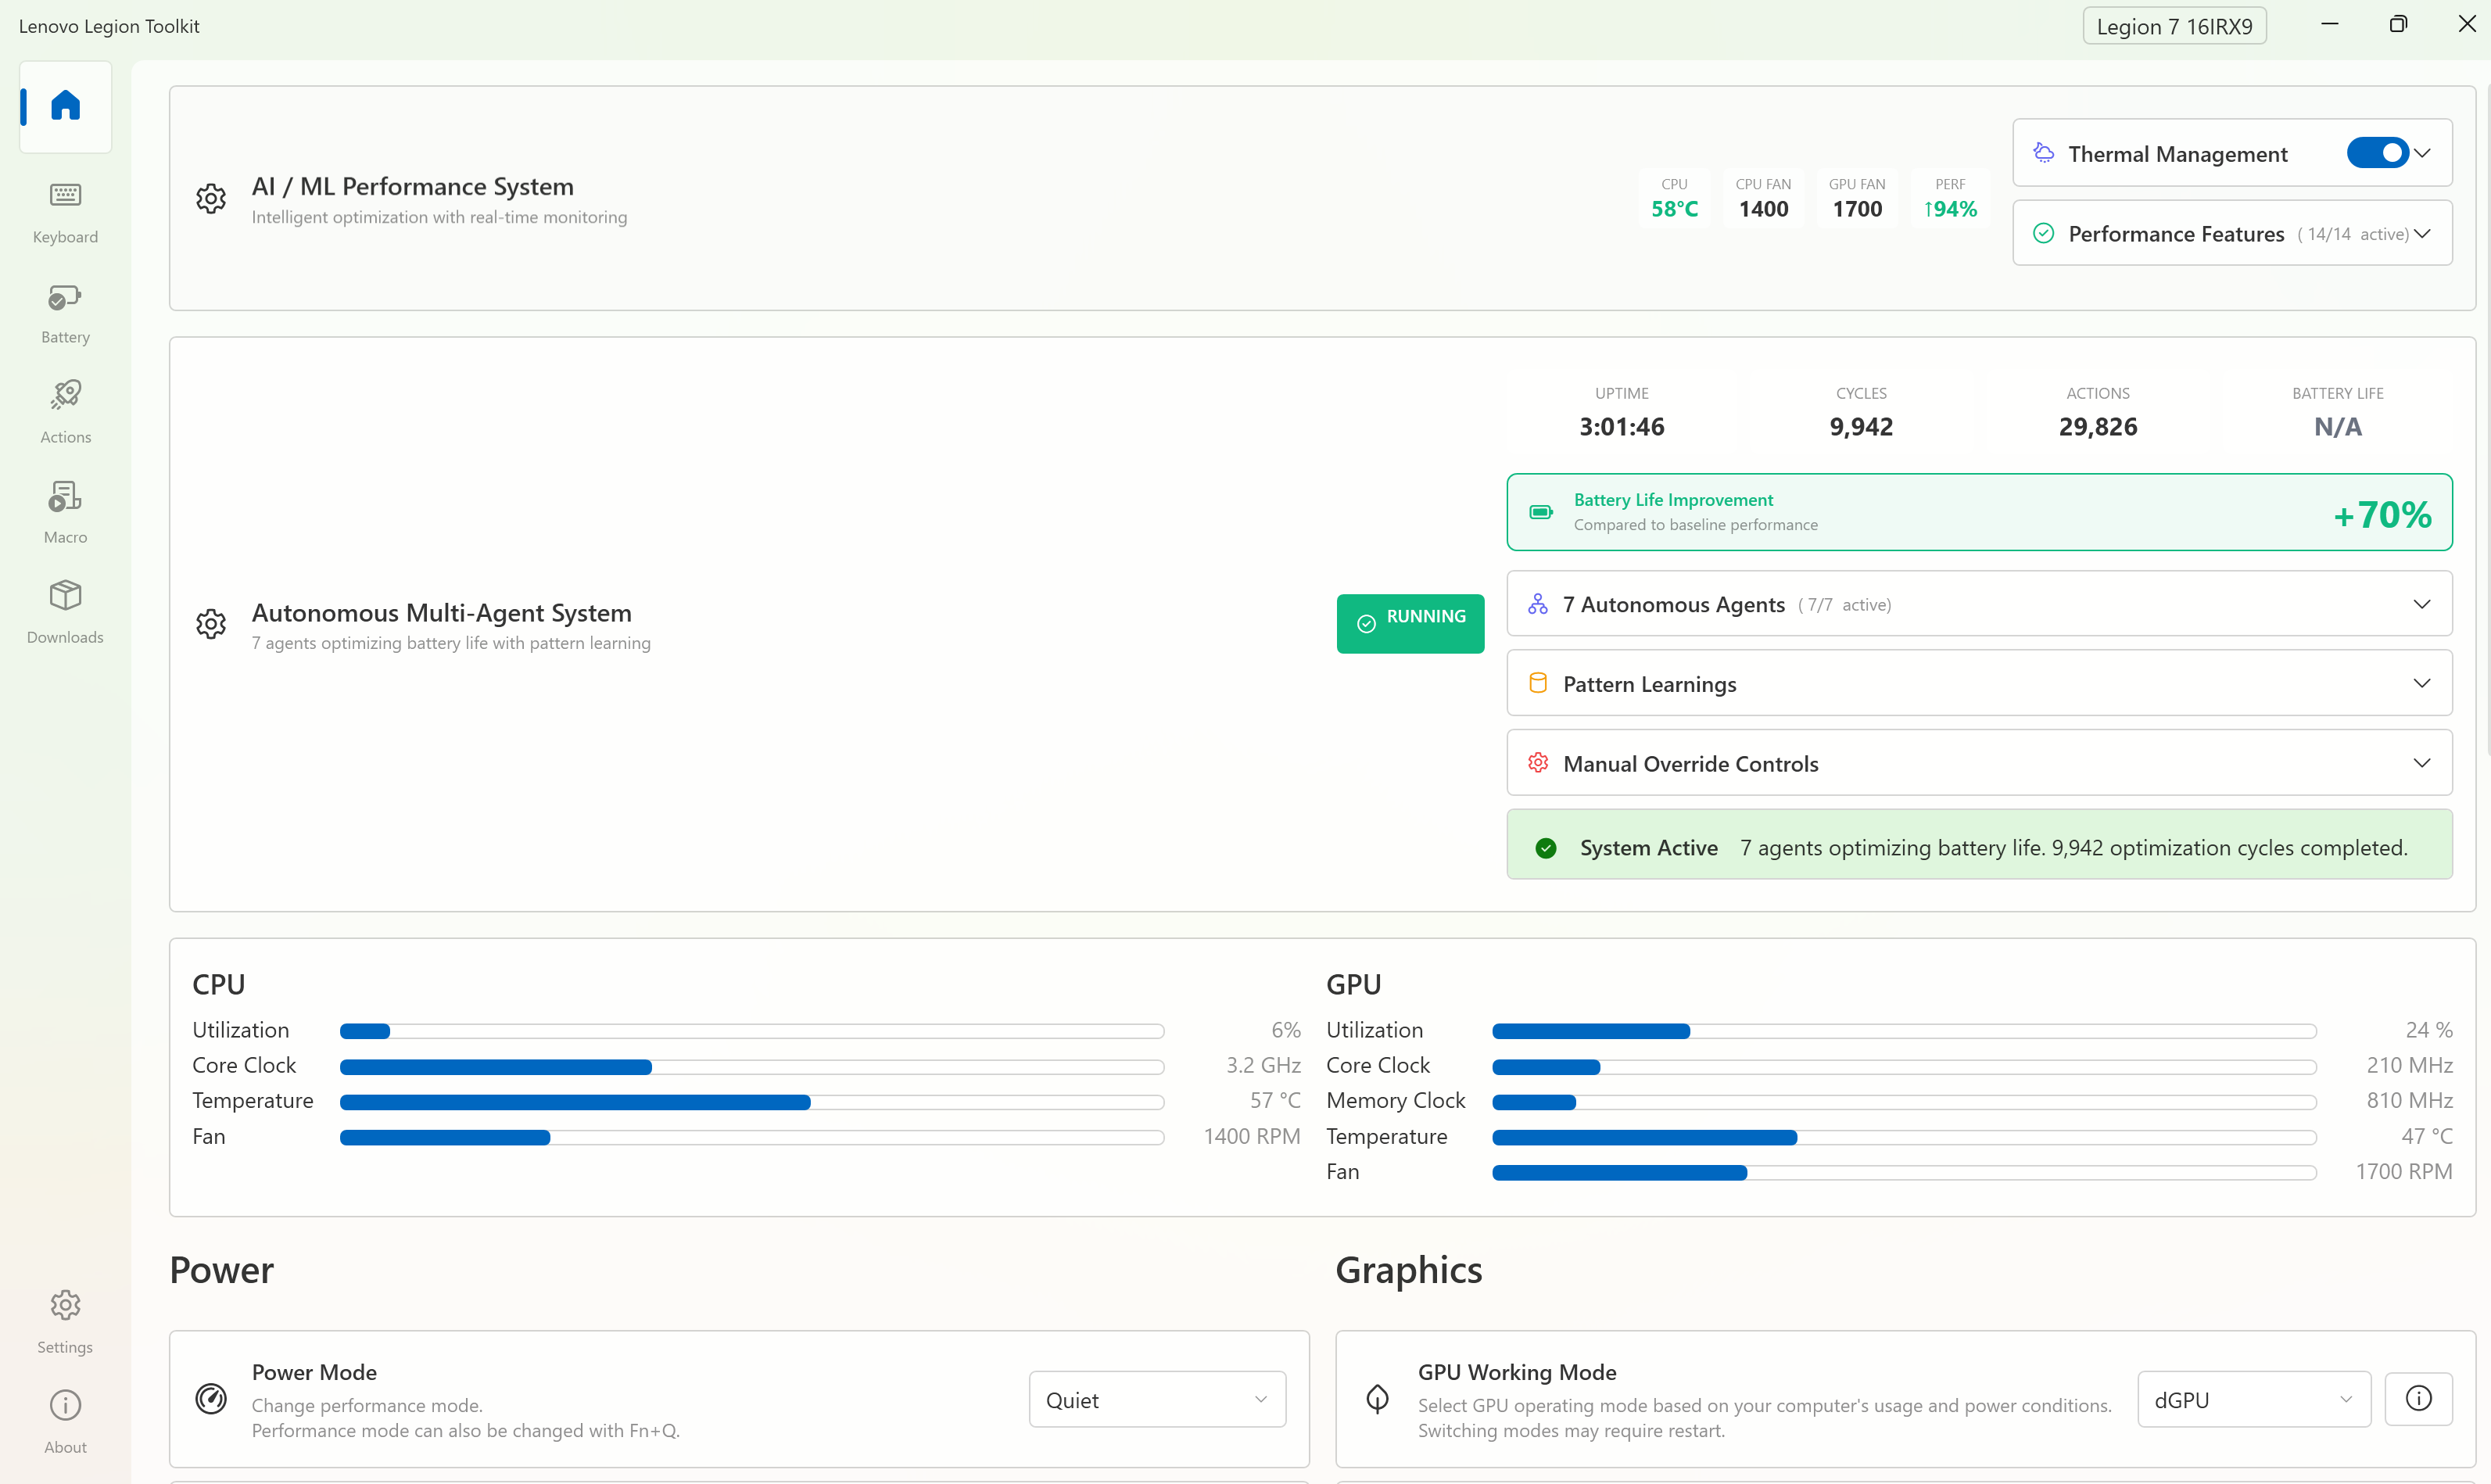 Lenovo Legion Toolkit
Legion 7 16IRX9
Keyboard
Battery
Actions
Macro
Downloads
Settings
About
AI / ML Performance System
Intelligent optimization with real-time monitoring
CPU
58°C
CPU FAN
1400
GPU FAN
1700
PERF
↑94%
Thermal Management
Performance Features ( 14/14 active)
Autonomous Multi-Agent System
7 agents optimizing battery life with pattern learning
RUNNING
UPTIME
3:01:46
CYCLES
9,942
ACTIONS
29,826
BATTERY LIFE
N/A
Battery Life Improvement
Compared to baseline performance
+70%
7 Autonomous Agents ( 7/7 active)
Pattern Learnings
Manual Override Controls
System Active 7 agents optimizing battery life. 9,942 optimization cycles completed.
CPU
Utilization 6%
Core Clock 3.2 GHz
Temperature 57 °C
Fan 1400 RPM
GPU
Utilization 24 %
Core Clock 210 MHz
Memory Clock 810 MHz
Temperature 47 °C
Fan 1700 RPM
Power
Power Mode
Change performance mode.
Performance mode can also be changed with Fn+Q.
Quiet
Graphics
GPU Working Mode
Select GPU operating mode based on your computer's usage and power conditions.
Switching modes may require restart.
dGPU